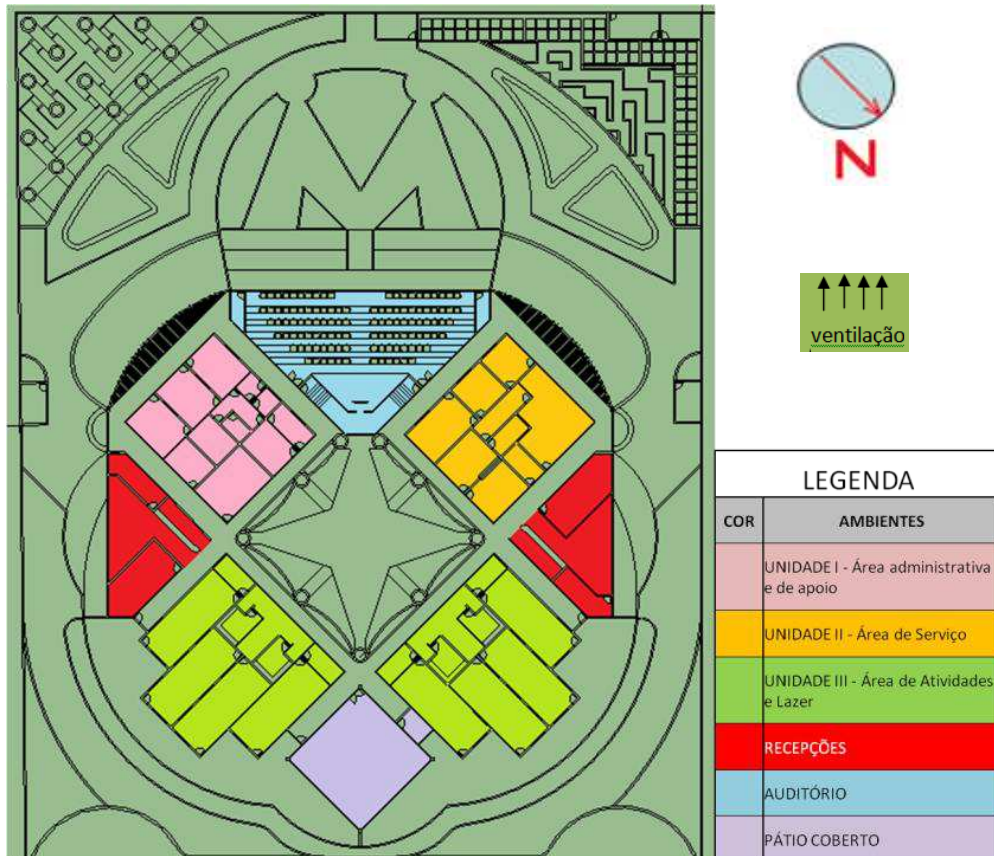 N
ventilação
LEGENDA
COR AMBIENTES
UNIDADE I - Área administrativa
e de apoio
UNIDADE II - Área de Serviço
UNIDADE III - Área de Atividades
e Lazer
RECEPÇÕES
AUDITÓRIO
PÁTIO COBERTO